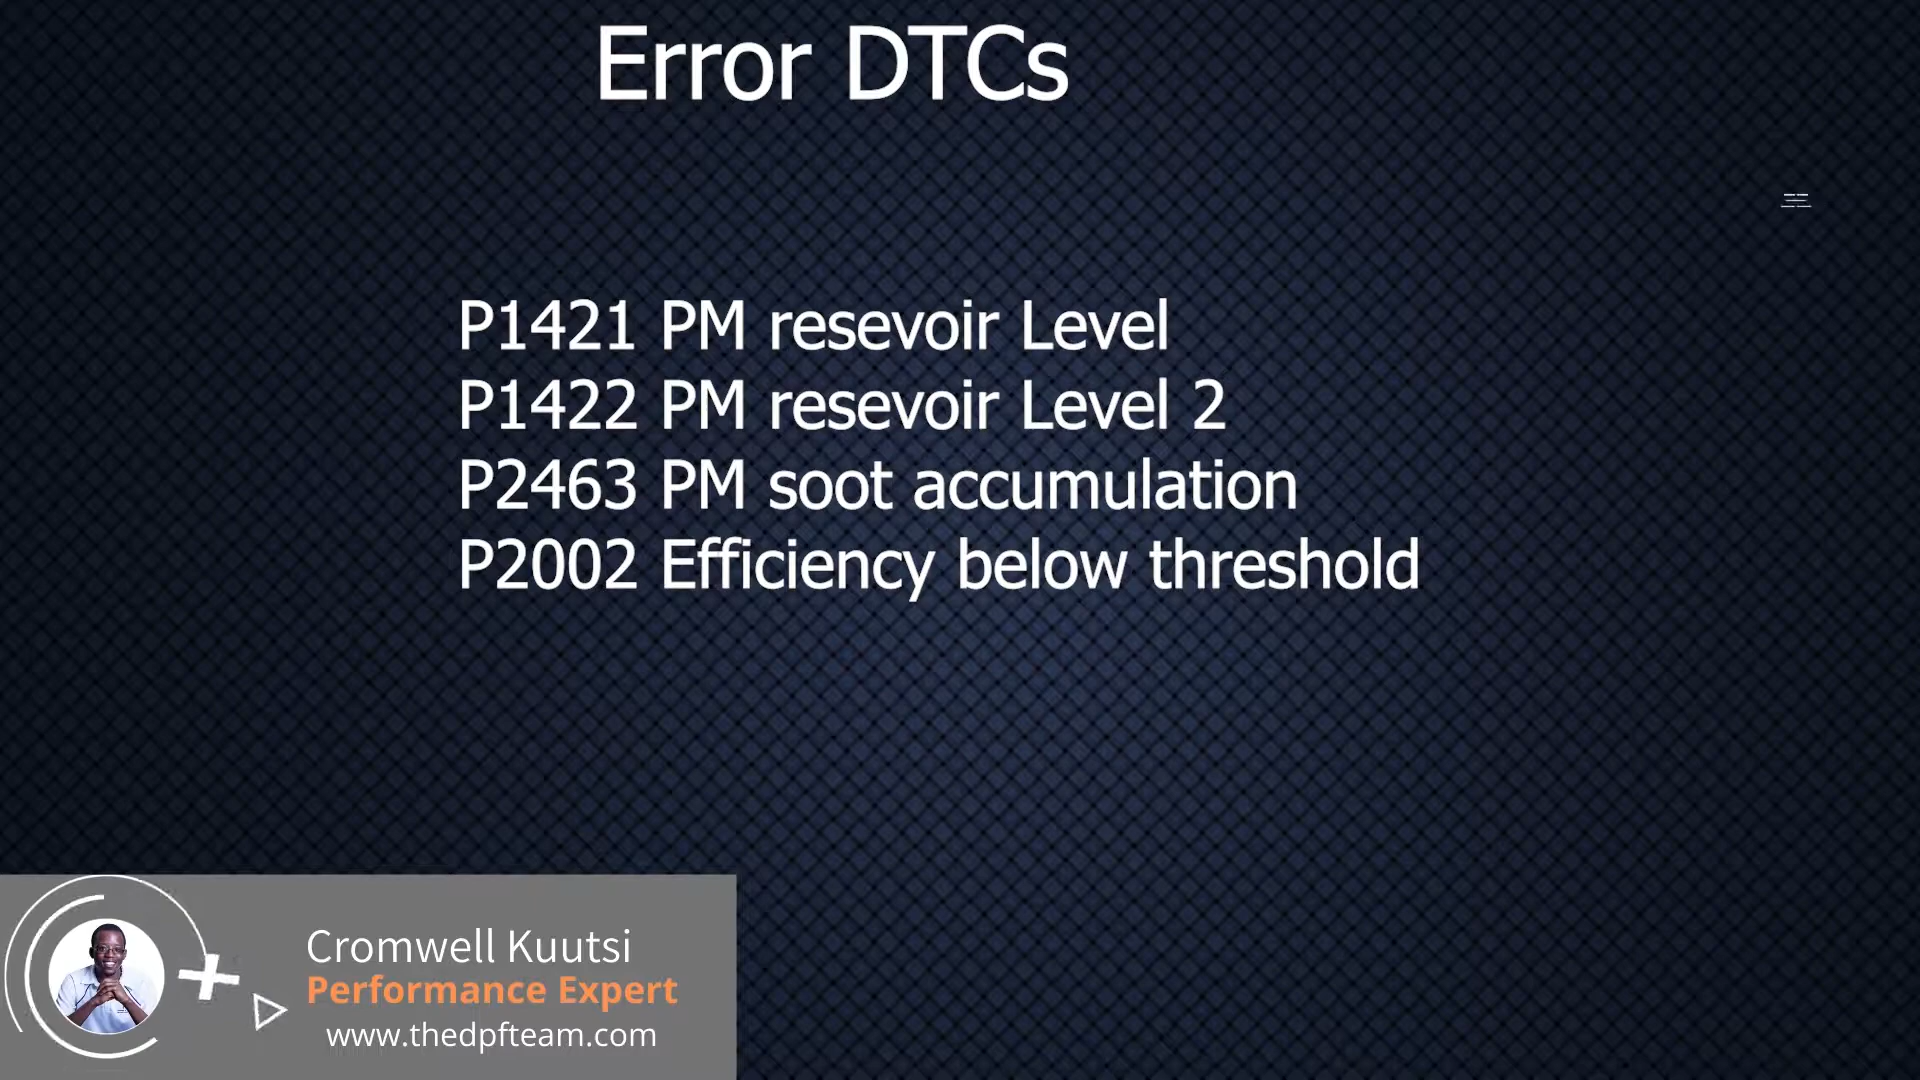 Error DTCs
P1421 PM resevoir Level
P1422 PM resevoir Level 2
P2463 PM soot accumulation
P2002 Efficiency below threshold
Cromwell Kuutsi
Performance Expert
www.thedpfteam.com